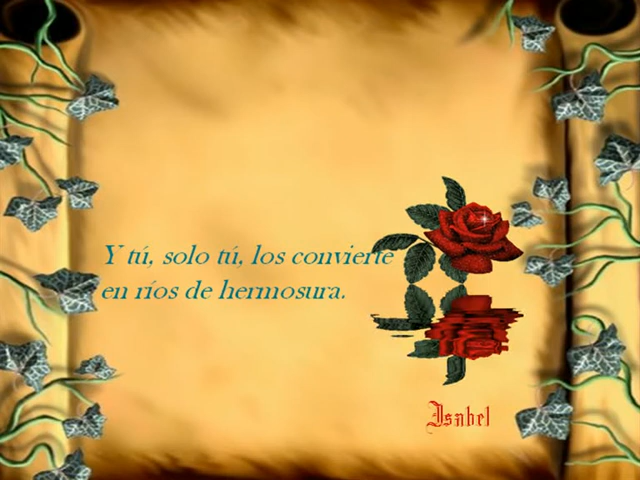 Y tú, solo tú, los convierte
en ríos de hermosura.
Isabel